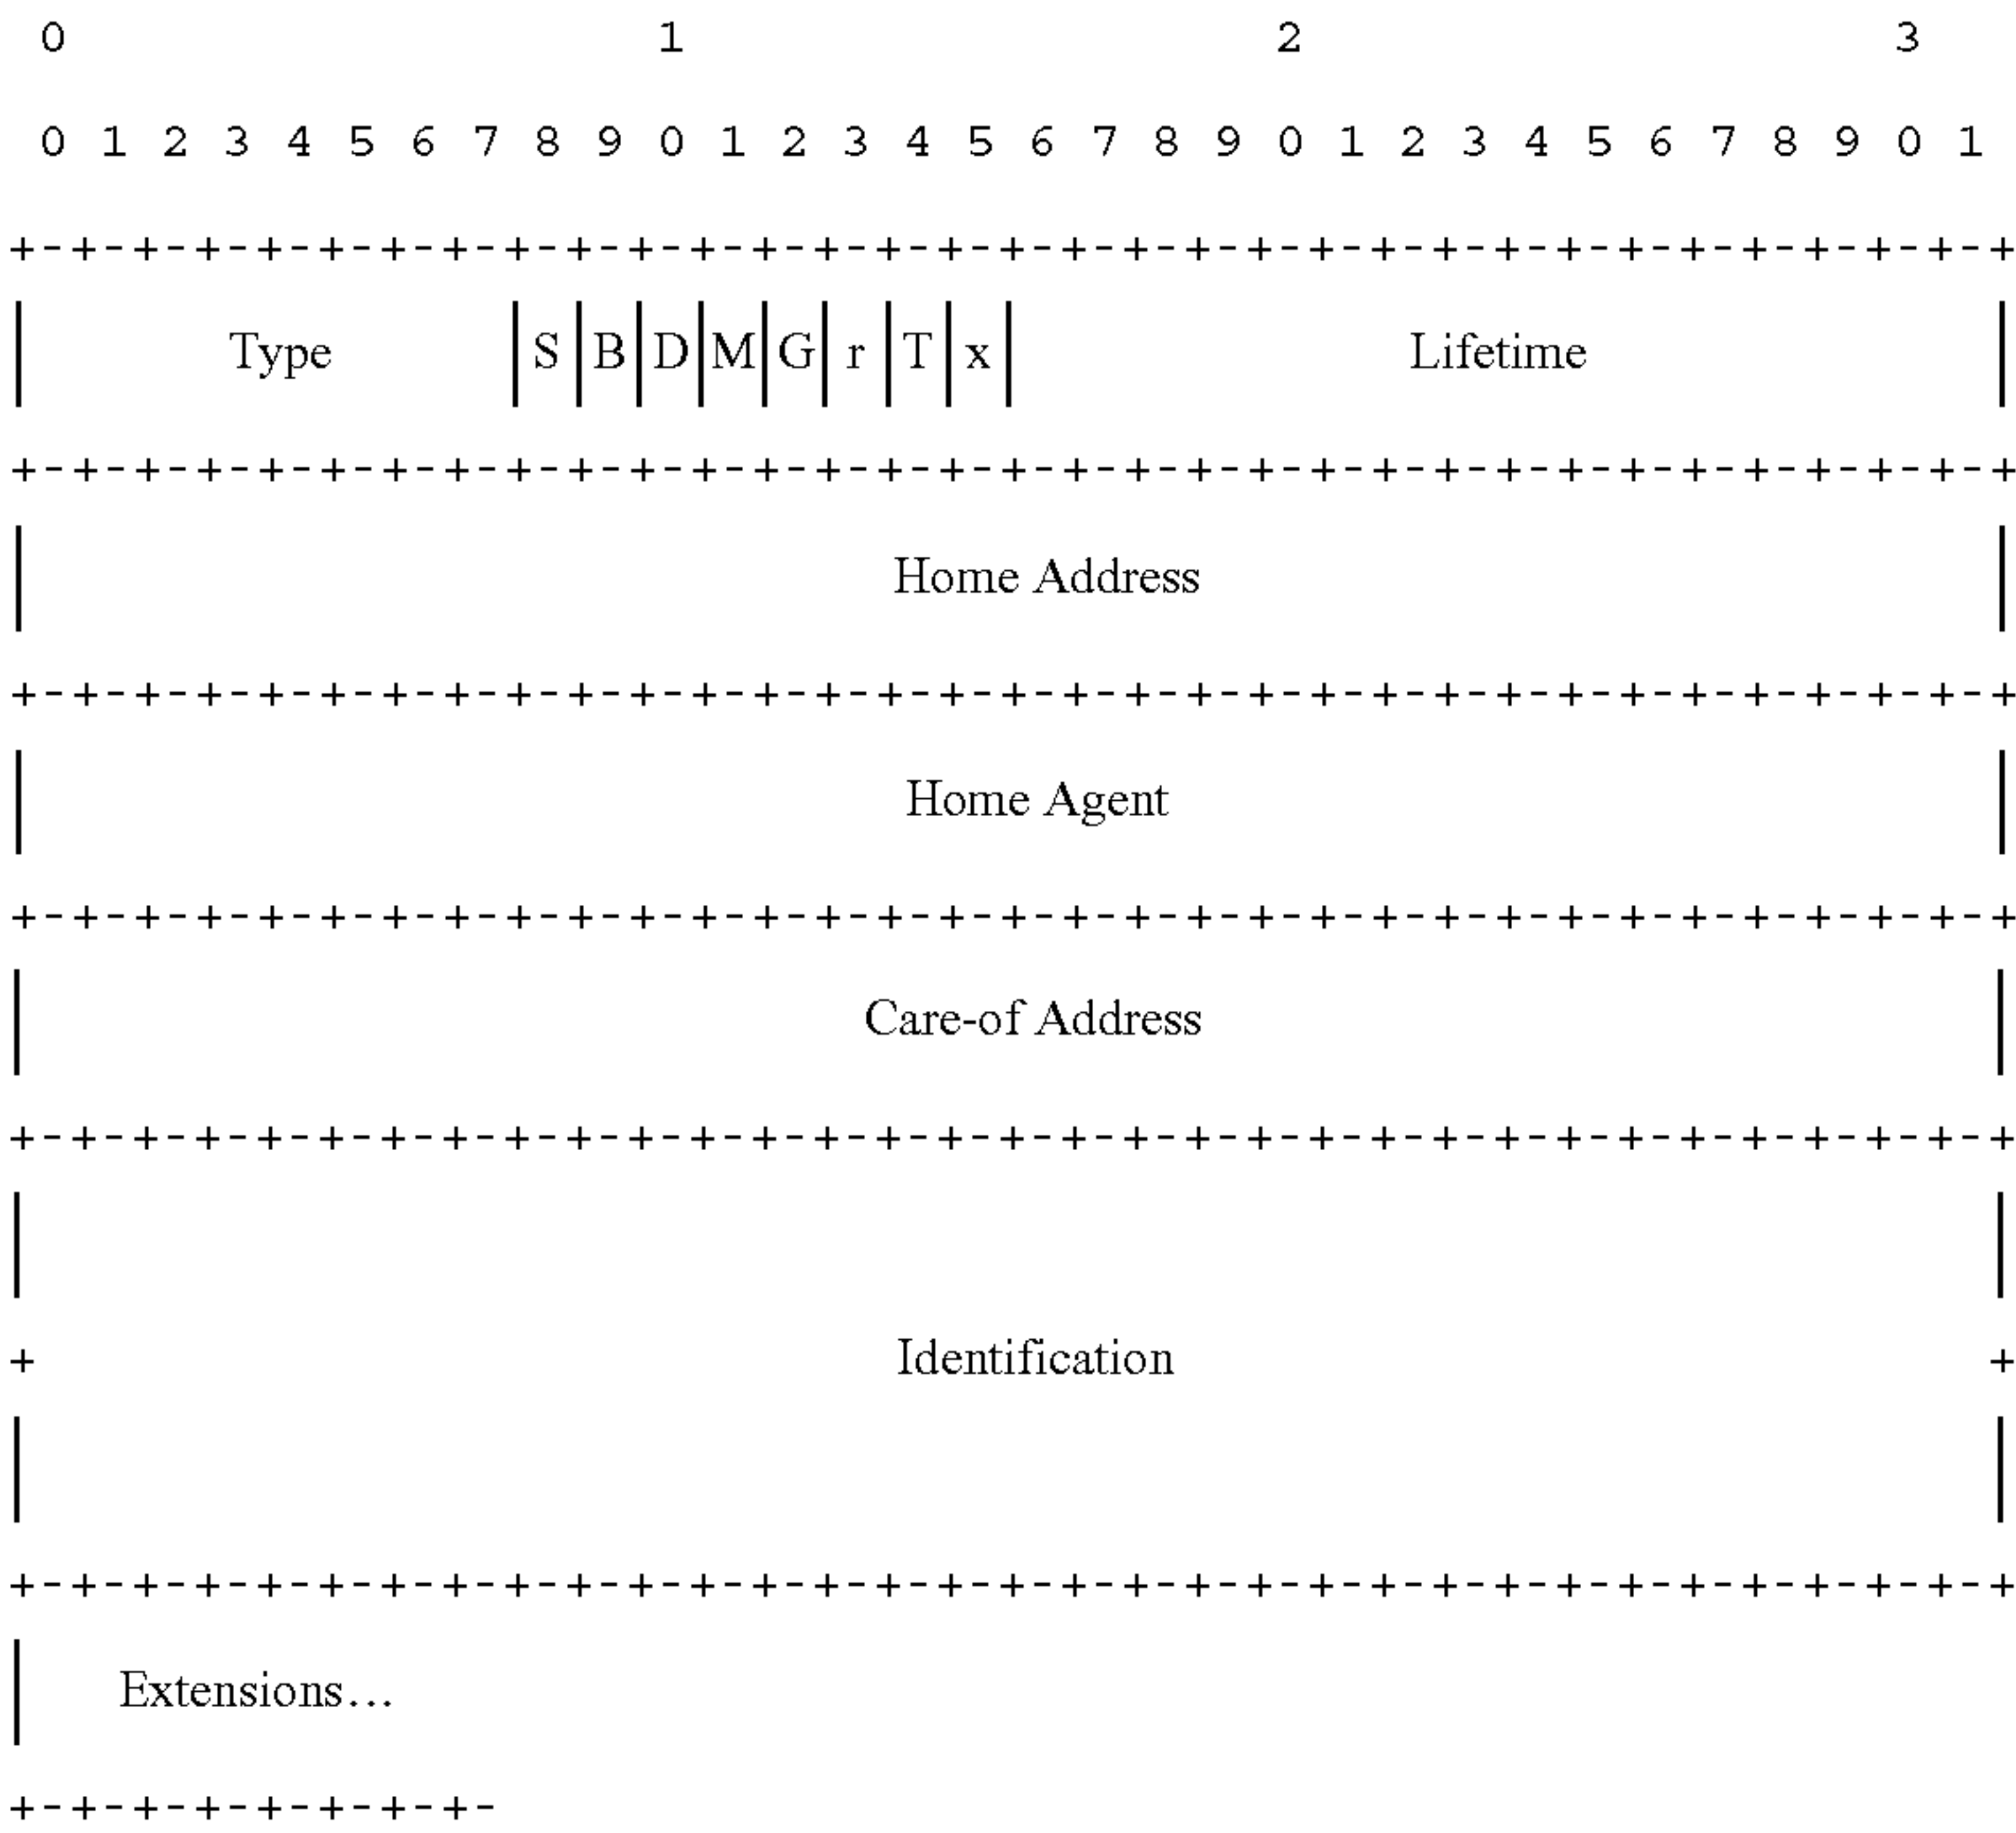 0 1 2 3
0 1 2 3 4 5 6 7 8 9 0 1 2 3 4 5 6 7 8 9 0 1 2 3 4 5 6 7 8 9 0 1
+-+-+-+-+-+-+-+-+-+-+-+-+-+-+-+-+-+-+-+-+-+-+-+-+-+-+-+-+-+-+-+-+
| Type |S|B|D|M|G|r|T|x| Lifetime |
+-+-+-+-+-+-+-+-+-+-+-+-+-+-+-+-+-+-+-+-+-+-+-+-+-+-+-+-+-+-+-+-+
| Home Address |
+-+-+-+-+-+-+-+-+-+-+-+-+-+-+-+-+-+-+-+-+-+-+-+-+-+-+-+-+-+-+-+-+
| Home Agent |
+-+-+-+-+-+-+-+-+-+-+-+-+-+-+-+-+-+-+-+-+-+-+-+-+-+-+-+-+-+-+-+-+
| Care-of Address |
+-+-+-+-+-+-+-+-+-+-+-+-+-+-+-+-+-+-+-+-+-+-+-+-+-+-+-+-+-+-+-+-+
| |
+ Identification +
| |
+-+-+-+-+-+-+-+-+-+-+-+-+-+-+-+-+-+-+-+-+-+-+-+-+-+-+-+-+-+-+-+-+
| Extensions…
+-+-+-+-+-+-+-+-